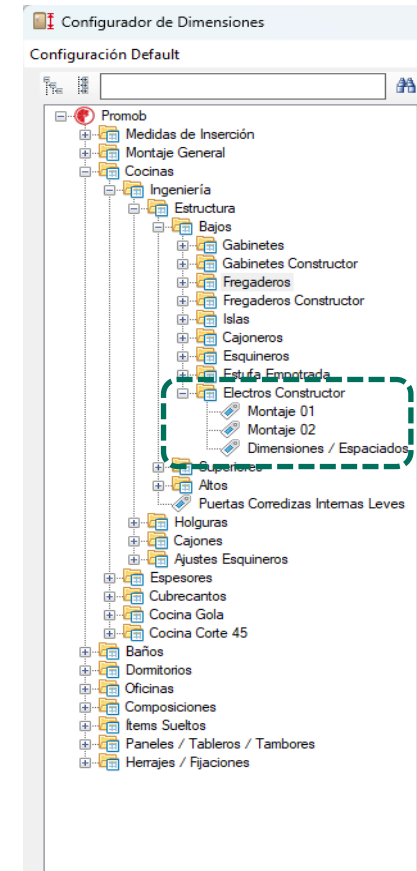 Configurador de Dimensiones
Configuración Default
Promob
Medidas de Inserción
Montaje General
Cocinas
Ingeniería
Estructura
Bajos
Gabinetes
Gabinetes Constructor
Fregaderos
Fregaderos Constructor
Islas
Cajoneros
Esquineros
Estufa Empotrada
Electros Constructor
Montaje 01
Montaje 02
Dimensiones / Espaciados
Superiores
Altos
Puertas Corredizas Internas Leves
Holguras
Cajones
Ajustes Esquineros
Espesores
Cubrecantos
Cocina Gola
Cocina Corte 45
Baños
Dormitorios
Oficinas
Composiciones
Ítems Sueltos
Paneles / Tableros / Tambores
Herrajes / Fijaciones